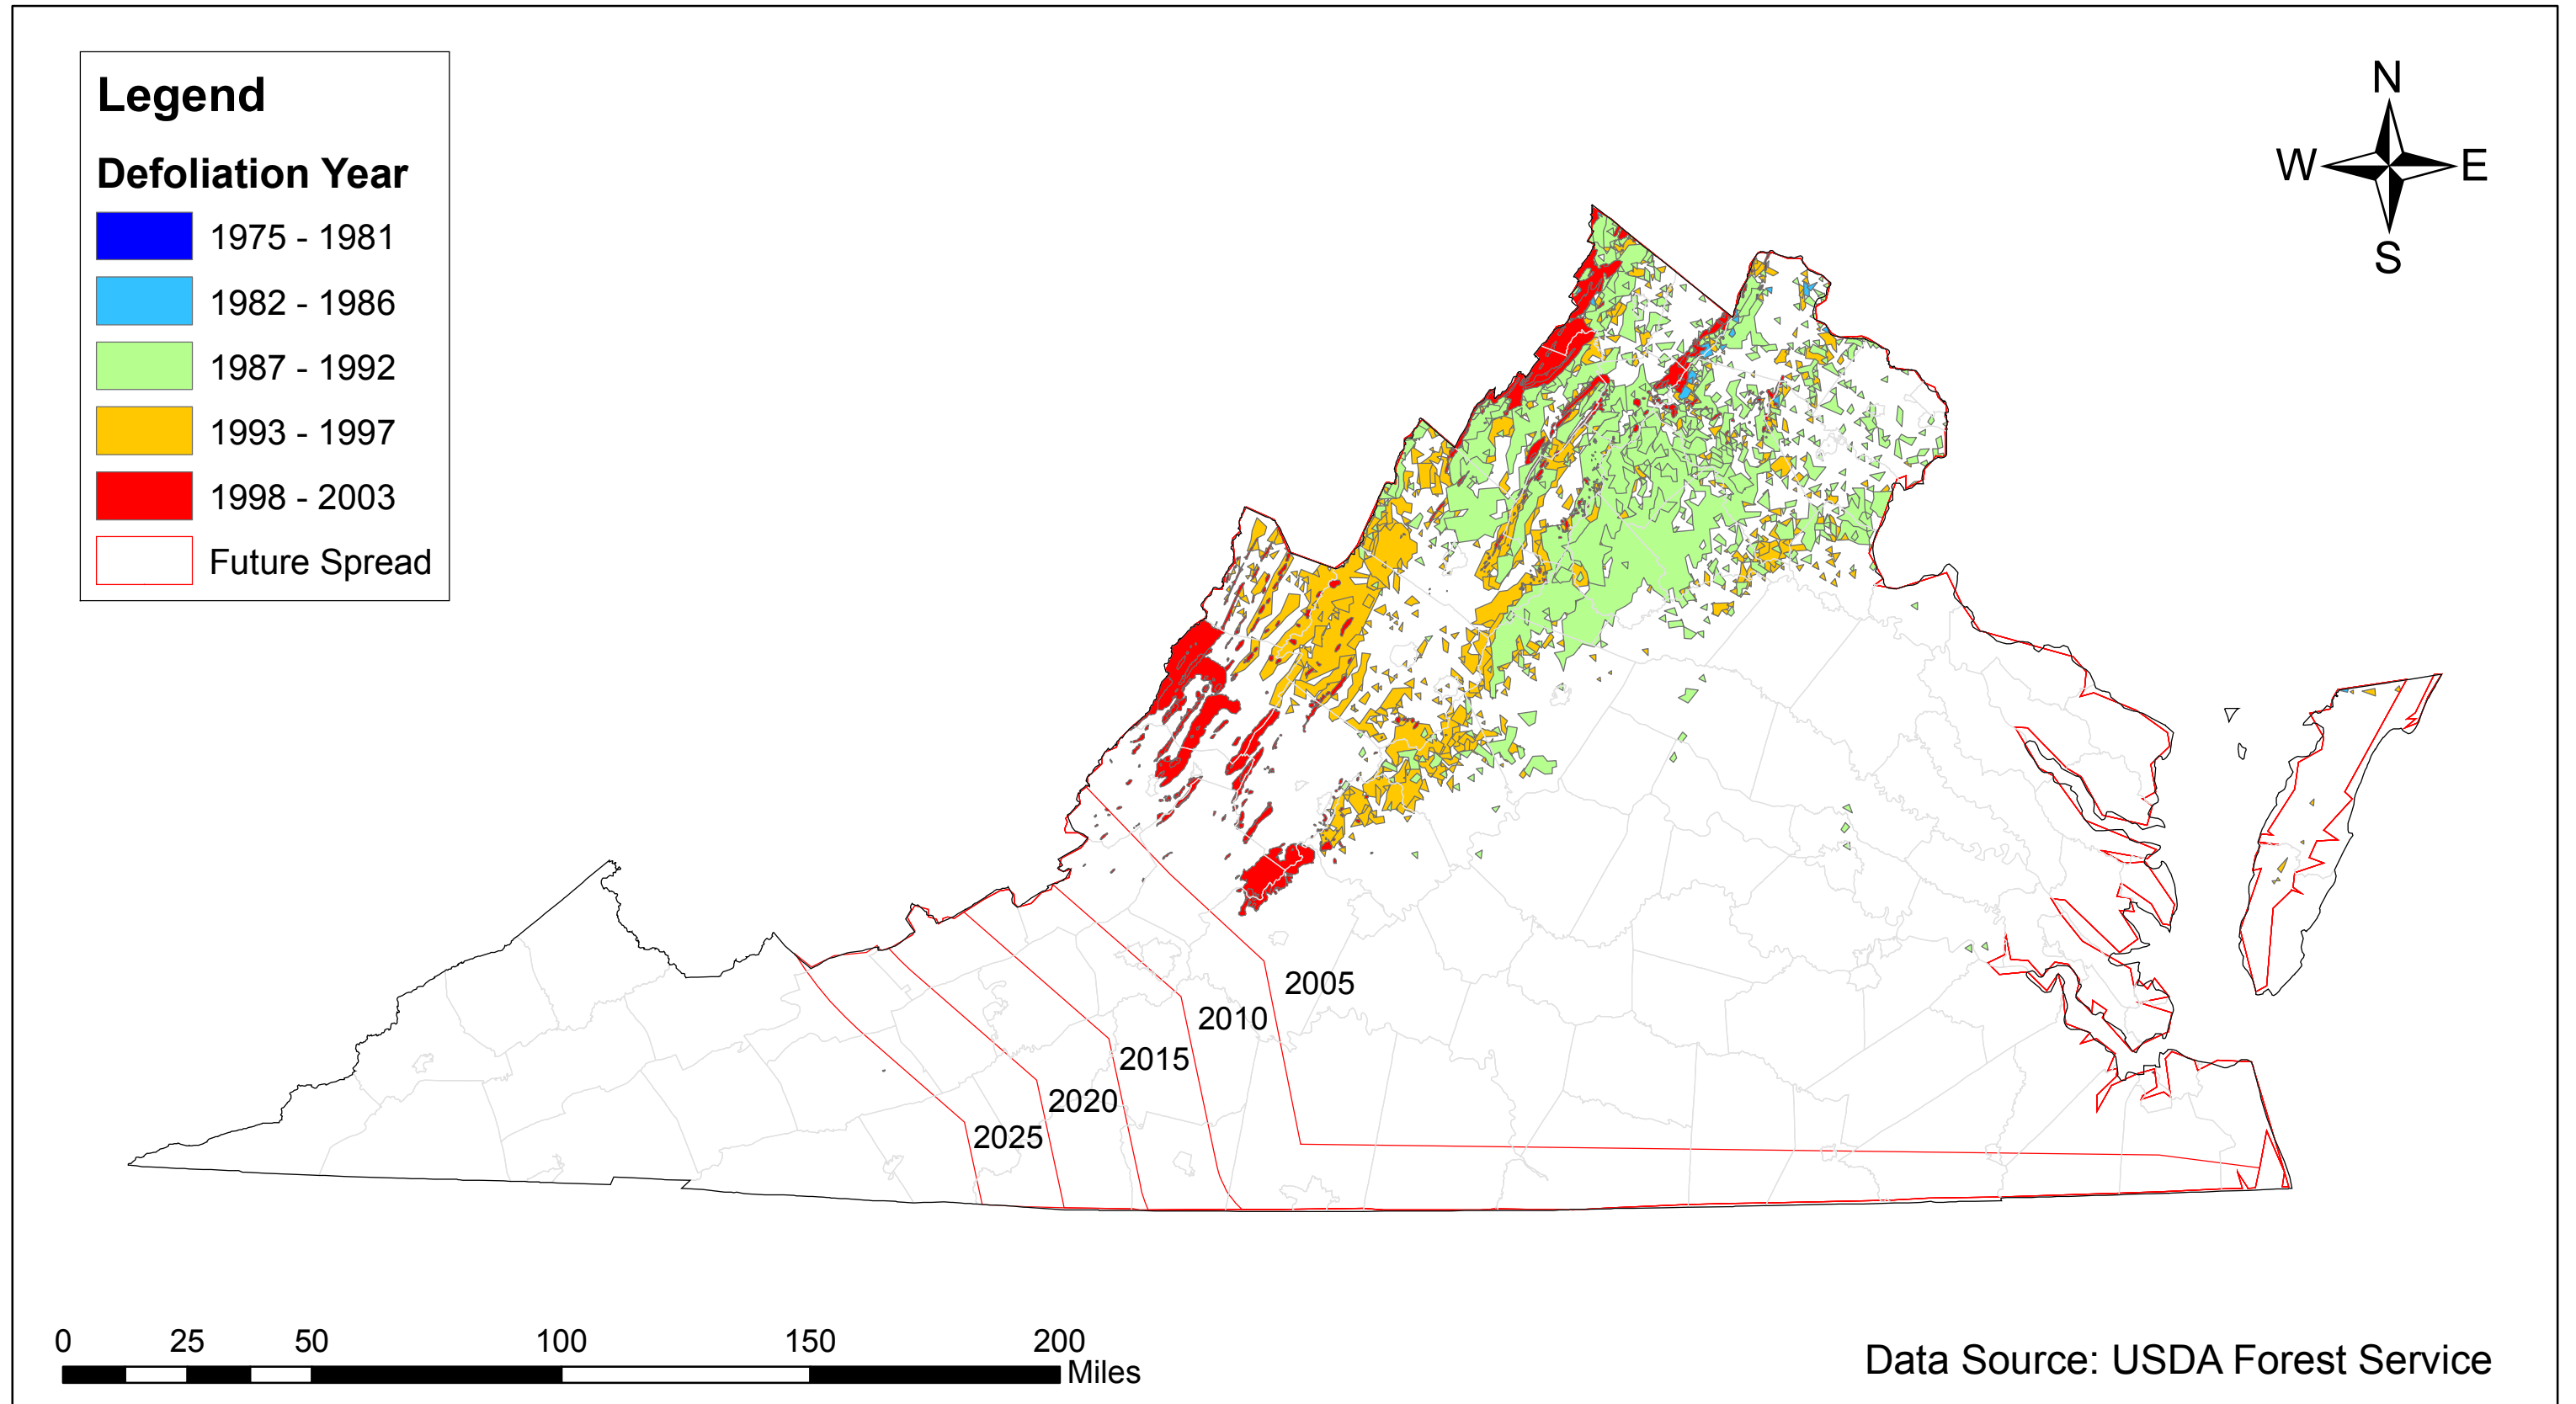 Legend
Defoliation Year
1975 - 1981
1982 - 1986
1987 - 1992
1993 - 1997
1998 - 2003
Future Spread
N
W E
S
2005
2010
2015
2020
2025
0 25 50 100 150 200
Miles
Data Source: USDA Forest Service